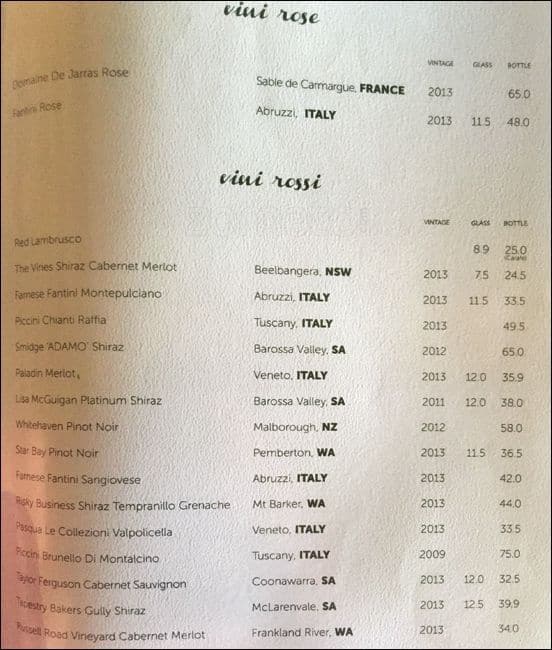 vini rose
VINTAGE GLASS BOTTLE
Domaine De Jarras Rose Sable de Carmargue, FRANCE 2013 65.0
Fantini Rose Abruzzi, ITALY 2013 11.5 48.0
vini rossi
VINTAGE GLASS BOTTLE
Red Lambrusco 8.9 25.0
(Carafe)
The Vines Shiraz Cabernet Merlot Beelbangera, NSW 2013 7.5 24.5
Farnese Fantini Montepulciano Abruzzi, ITALY 2013 11.5 33.5
Piccini Chianti Raffia Tuscany, ITALY 2013 49.5
Smidge 'ADAMO' Shiraz Barossa Valley, SA 2012 65.0
Paladin Merlot, Veneto, ITALY 2013 12.0 35.9
Lisa McGuigan Platinum Shiraz Barossa Valley, SA 2011 12.0 38.0
Whitehaven Pinot Noir Malborough, NZ 2012 58.0
Star Bay Pinot Noir Pemberton, WA 2013 11.5 36.5
Farnese Fantini Sangiovese Abruzzi, ITALY 2013 42.0
Risky Business Shiraz Tempranillo Grenache Mt Barker, WA 2013 44.0
Pasqua Le Collezioni Valpolicella Veneto, ITALY 2013 33.5
Piccini Brunello Di Montalcino Tuscany, ITALY 2009 75.0
Taylor Ferguson Cabernet Sauvignon Coonawarra, SA 2013 12.0 32.5
Tapestry Bakers Gully Shiraz McLarenvale, SA 2013 12.5 39.9
Russell Road Vineyard Cabernet Merlot Frankland River, WA 2013 34.0